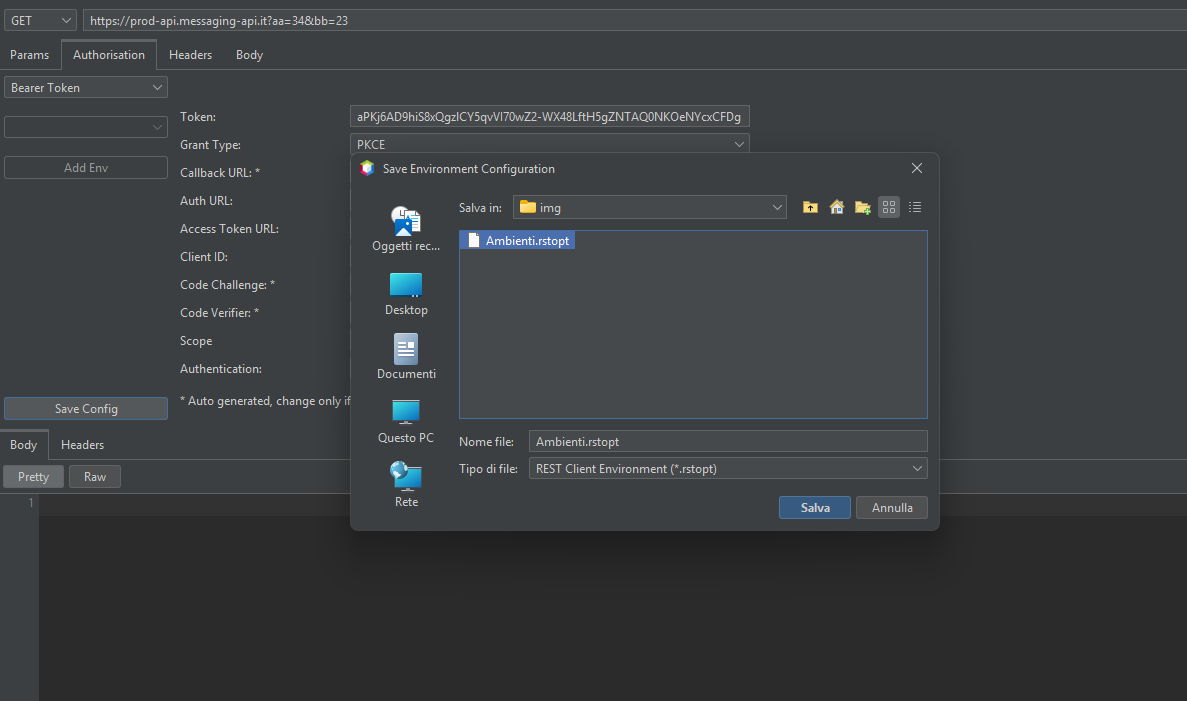 GET https://prod-api.messaging-api.it?aa=34&bb=23
Params Authorisation Headers Body
Bearer Token
Token: aPKj6AD9hiS8xQgzlCY5qvVl70wZ2-WX48LftH5gZNTAQ0NKOeNYcxCFDg
Grant Type: PKCE
Add Env
Callback URL: *
Auth URL:
Access Token URL:
Client ID:
Code Challenge: *
Code Verifier: *
Scope
Authentication:
* Auto generated, change only if
Save Config
Save Environment Configuration
Salva in: img
Oggetti rec...
Desktop
Documenti
Questo PC
Rete
Ambienti.rstopt
Nome file: Ambienti.rstopt
Tipo di file: REST Client Environment (*.rstopt)
Salva Annulla
Body Headers
Pretty Raw
1